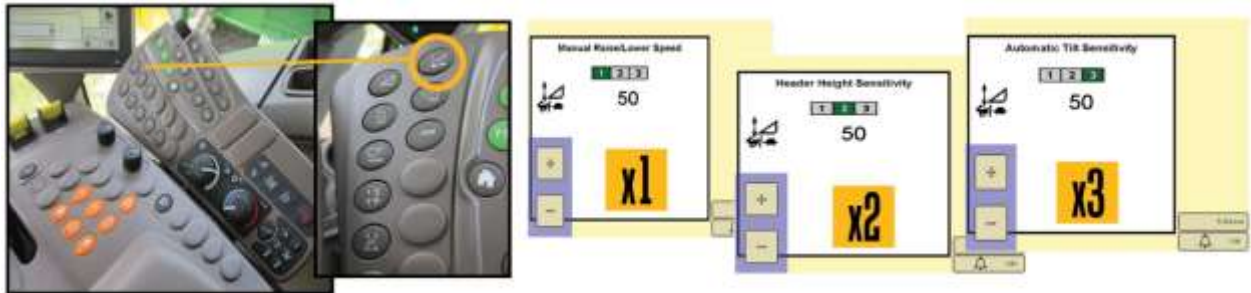 Manual Raise/Lower Speed
1 2 3
50
+
−
x1
Header Height Sensitivity
1 2 3
50
+
−
x2
Automatic Tilt Sensitivity
1 2 3
50
+
−
x3